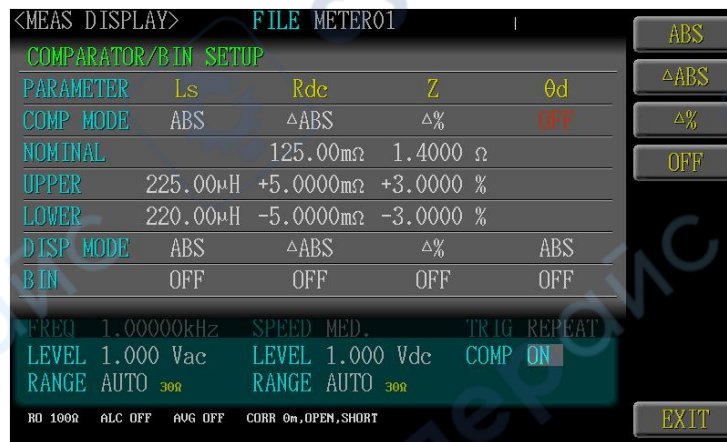 <MEAS DISPLAY> FILE METER01
ABS
COMPARATOR/BIN SETUP
PARAMETER Ls Rdc Z θd
△ABS
COMP MODE ABS △ABS △% OFF
△%
NOMINAL 125.00mΩ 1.4000 Ω
OFF
UPPER 225.00μH +5.0000mΩ +3.0000 %
LOWER 220.00μH -5.0000mΩ -3.0000 %
DISP MODE ABS △ABS △% ABS
BIN OFF OFF OFF OFF
FREQ 1.00000kHz SPEED MED. TRIG REPEAT
LEVEL 1.000 Vac LEVEL 1.000 Vdc COMP ON
RANGE AUTO 30Ω RANGE AUTO 30Ω
RO 100Ω ALC OFF AVG OFF CORR 0m,OPEN,SHORT
EXIT